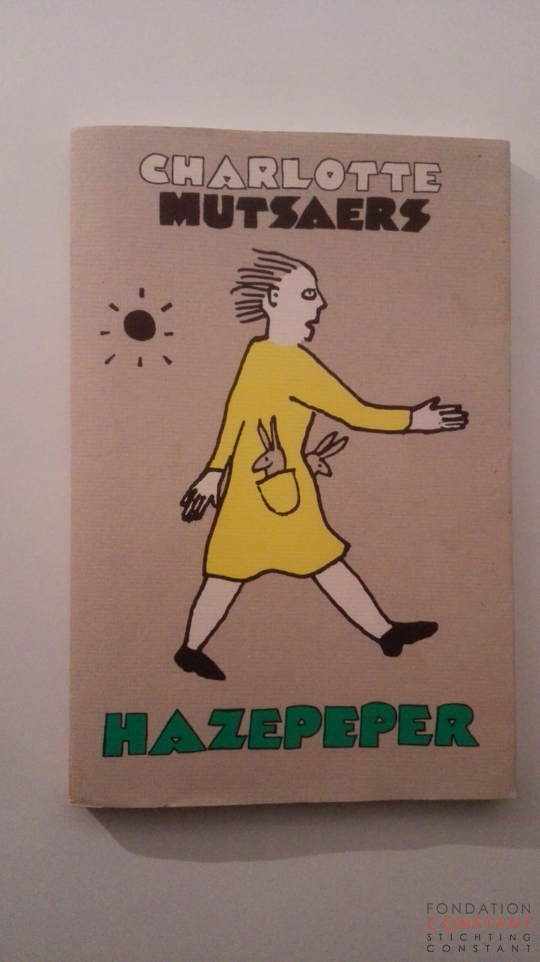 CHARLOTTE
MUTSAERS
HAZEPEPER
FONDATION
CONSTANT
STICHTING
CONSTANT